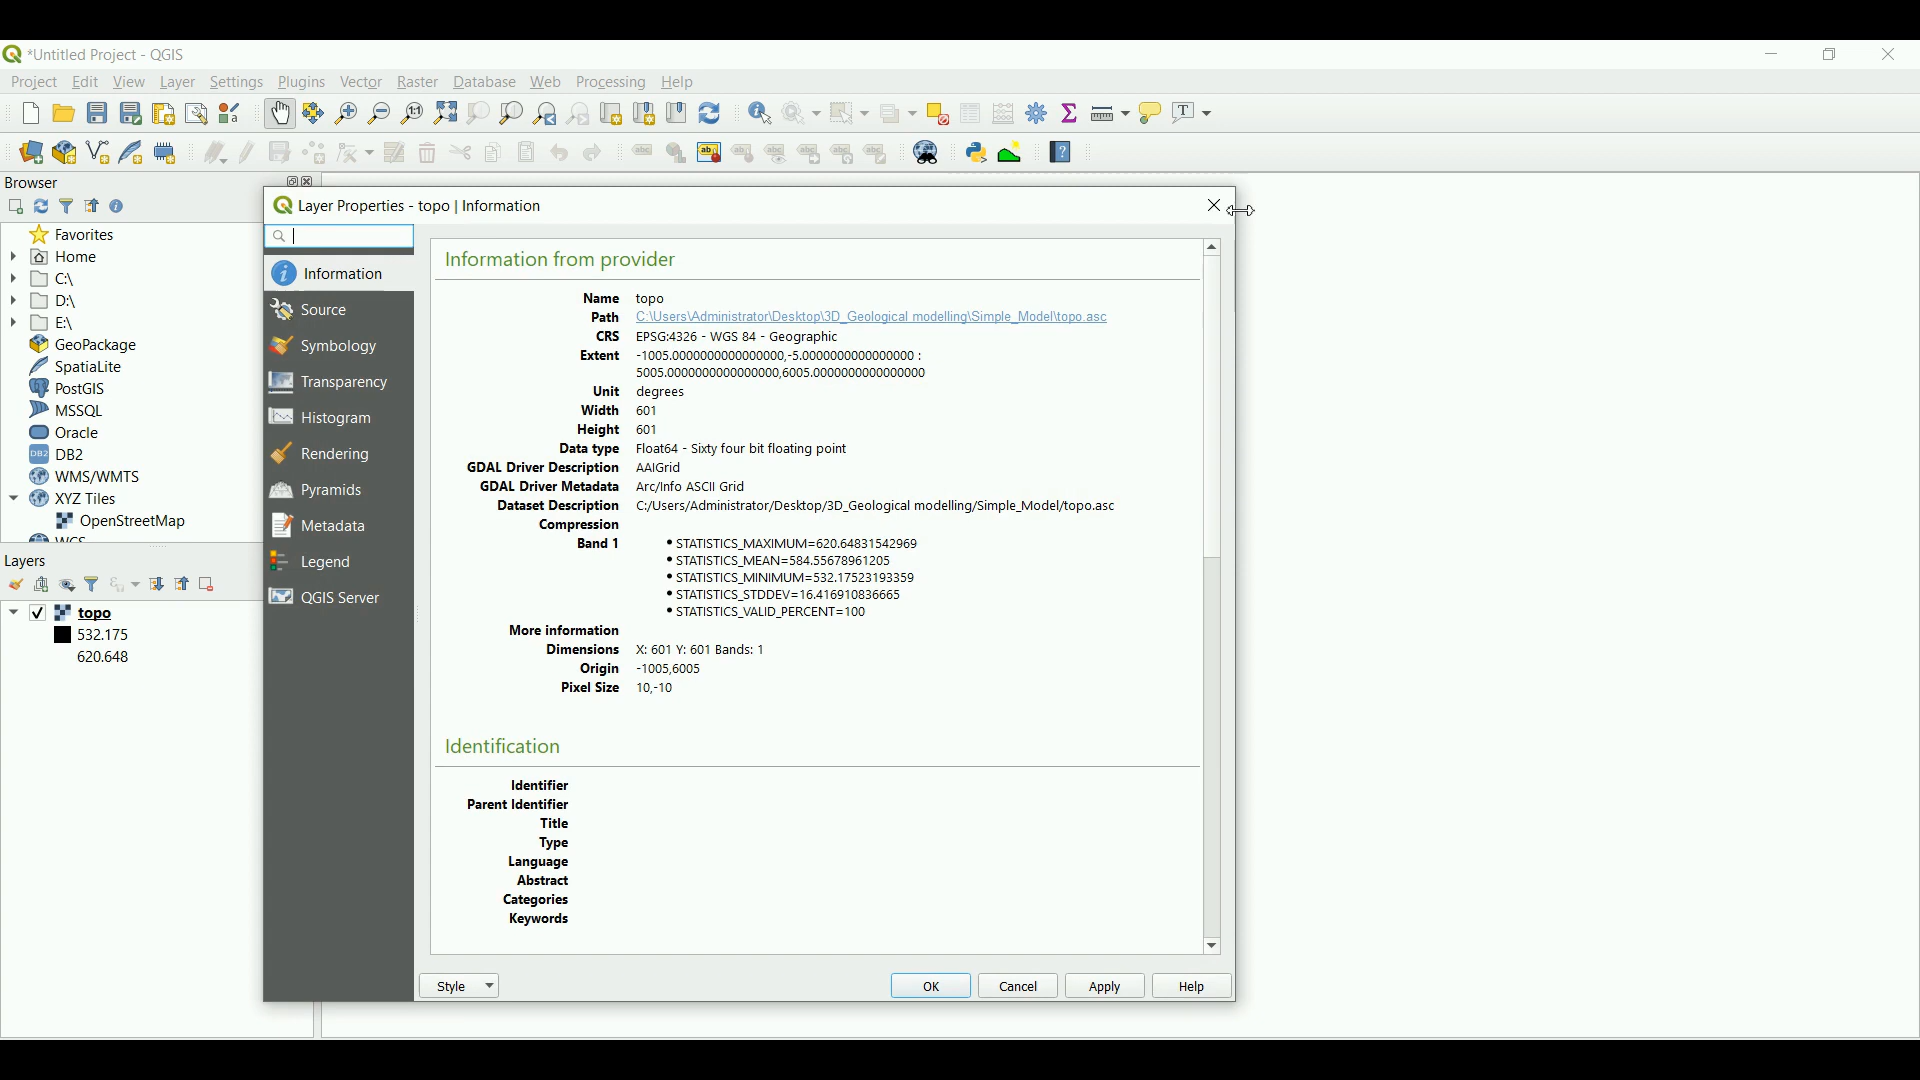 *Untitled Project - QGIS
Project Edit View Layer Settings Plugins Vector Raster Database Web Processing Help
Browser
Favorites
Home
C:\
D:\
E:\
GeoPackage
SpatiaLite
PostGIS
MSSQL
Oracle
DB2
WMS/WMTS
XYZ Tiles
OpenStreetMap
WCS
Layers
topo
532.175
620.648
Layer Properties - topo | Information
Information
Source
Symbology
Transparency
Histogram
Rendering
Pyramids
Metadata
Legend
QGIS Server
Information from provider
Name topo
Path C:\Users\Administrator\Desktop\3D_Geological modelling\Simple_Model\topo.asc
CRS EPSG:4326 - WGS 84 - Geographic
Extent -1005.0000000000000000,-5.0000000000000000 :
5005.0000000000000000,6005.0000000000000000
Unit degrees
Width 601
Height 601
Data type Float64 - Sixty four bit floating point
GDAL Driver Description AAIGrid
GDAL Driver Metadata Arc/Info ASCII Grid
Dataset Description C:/Users/Administrator/Desktop/3D_Geological modelling/Simple_Model/topo.asc
Compression
Band 1 • STATISTICS_MAXIMUM=620.64831542969
• STATISTICS_MEAN=584.55678961205
• STATISTICS_MINIMUM=532.17523193359
• STATISTICS_STDDEV=16.416910836665
• STATISTICS_VALID_PERCENT=100
More information
Dimensions X: 601 Y: 601 Bands: 1
Origin -1005,6005
Pixel Size 10,-10
Identification
Identifier
Parent Identifier
Title
Type
Language
Abstract
Categories
Keywords
Style OK Cancel Apply Help